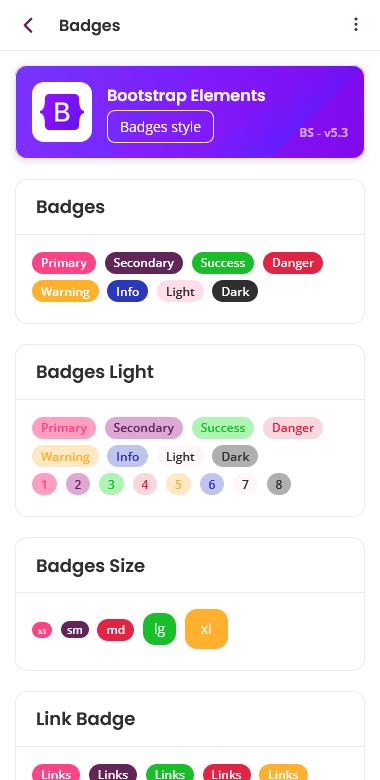 Badges
B
Bootstrap Elements
Badges style
BS - v5.3
Badges
Primary Secondary Success Danger
Warning Info Light Dark
Badges Light
Primary Secondary Success Danger
Warning Info Light Dark
1 2 3 4 5 6 7 8
Badges Size
xs sm md lg xl
Link Badge
Links Links Links Links Links